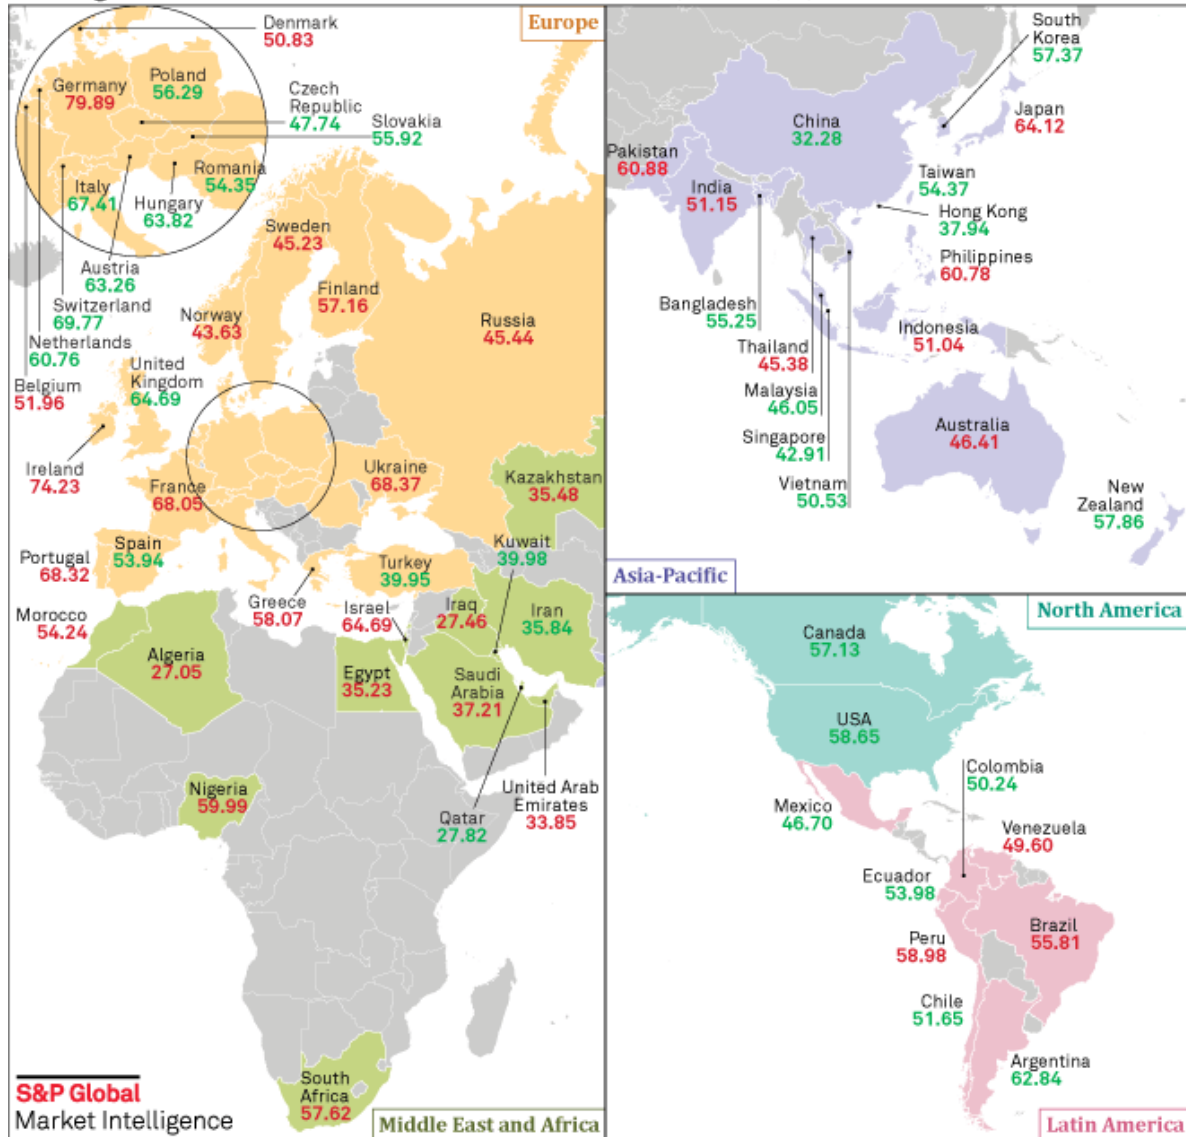 Europe
Denmark
50.83
Germany
79.89
Poland
56.29
Czech
Republic
47.74
Slovakia
55.92
Romania
54.35
Italy
67.41
Hungary
63.82
Austria
63.26
Switzerland
69.77
Netherlands
60.76
Belgium
51.96
United
Kingdom
64.69
Ireland
74.23
Sweden
45.23
Finland
57.16
Norway
43.63
Russia
45.44
France
68.05
Ukraine
68.37
Portugal
68.32
Spain
53.94
Greece
58.07
Turkey
39.95
Kazakhstan
35.48
Kuwait
39.98
Morocco
54.24
Algeria
27.05
Israel
64.69
Iraq
27.46
Iran
35.84
Egypt
35.23
Saudi
Arabia
37.21
Nigeria
59.99
Qatar
27.82
United Arab
Emirates
33.85
South
Africa
57.62
S&P Global
Market Intelligence
Middle East and Africa
South
Korea
57.37
Japan
64.12
China
32.28
Pakistan
60.88
India
51.15
Taiwan
54.37
Hong Kong
37.94
Philippines
60.78
Bangladesh
55.25
Indonesia
51.04
Thailand
45.38
Malaysia
46.05
Singapore
42.91
Vietnam
50.53
Australia
46.41
New
Zealand
57.86
Asia-Pacific
North America
Canada
57.13
USA
58.65
Colombia
50.24
Mexico
46.70
Venezuela
49.60
Ecuador
53.98
Brazil
55.81
Peru
58.98
Chile
51.65
Argentina
62.84
Latin America